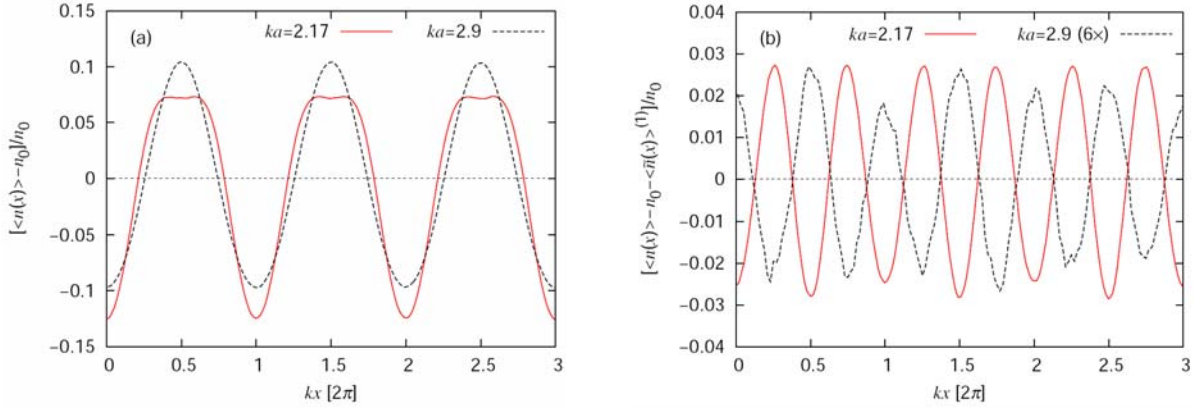 (a) ka=2.17 ka=2.9
0.15
0.1
0.05
0
−0.05
−0.1
−0.15
[<n(x)>−n₀]/n₀
0 0.5 1 1.5 2 2.5 3
kx [2π]
(b) ka=2.17 ka=2.9 (6×)
0.04
0.03
0.02
0.01
0
−0.01
−0.02
−0.03
−0.04
[<n(x)>−n₀−<n̄(x)>⁽¹⁾]/n₀
0 0.5 1 1.5 2 2.5 3
kx [2π]